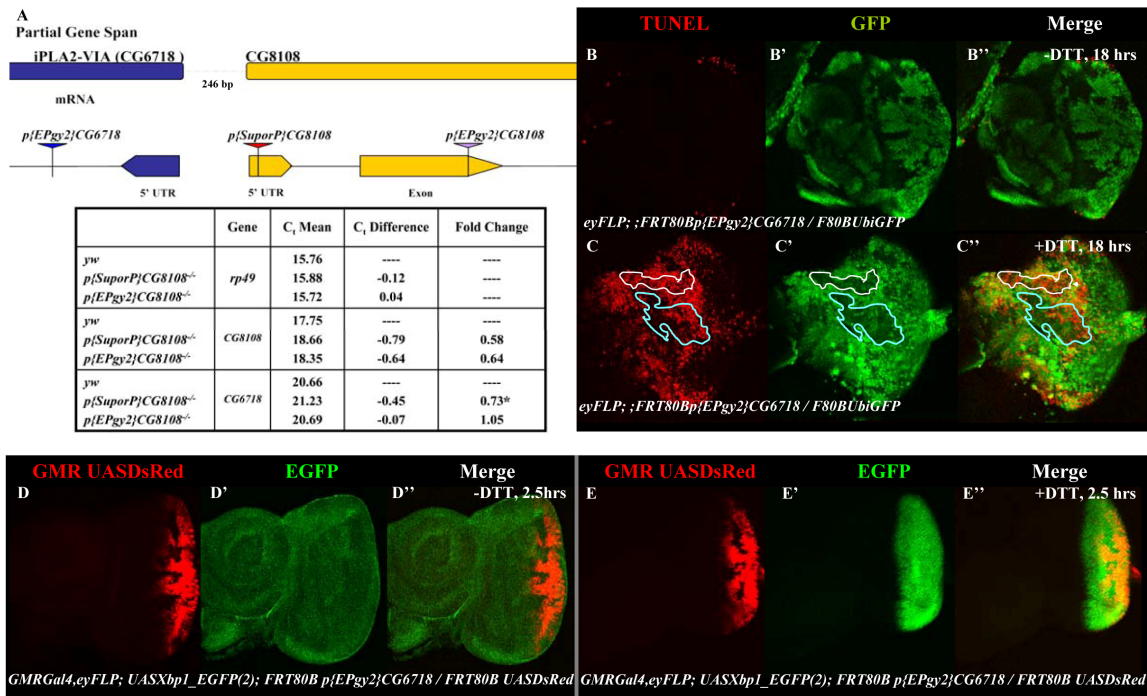 A
Partial Gene Span
iPLA2-VIA (CG6718 )
CG8108
246 bp
mRNA
p{EPgy2}CG6718
p{SuporP}CG8108
p{EPgy2}CG8108
5' UTR
5' UTR
Exon
Gene
Ct Mean
Ct Difference
Fold Change
yw
15.76
----
----
p{SuporP}CG8108-/-
rp49
15.88
-0.12
----
p{EPgy2}CG8108-/-
15.72
0.04
----
yw
17.75
----
----
p{SuporP}CG8108-/-
CG8108
18.66
-0.79
0.58
p{EPgy2}CG8108-/-
18.35
-0.64
0.64
yw
20.66
----
----
p{SuporP}CG8108-/-
CG6718
21.23
-0.45
0.73*
p{EPgy2}CG8108-/-
20.69
-0.07
1.05
TUNEL
GFP
Merge
B
B'
B''
-DTT, 18 hrs
eyFLP; ;FRT80Bp{EPgy2}CG6718 / F80BUbiGFP
C
C'
C''
+DTT, 18 hrs
eyFLP; ;FRT80Bp{EPgy2}CG6718 / F80BUbiGFP
GMR UASDsRed
EGFP
Merge
D
D'
D''
-DTT, 2.5hrs
GMRGal4,eyFLP; UASXbp1_EGFP(2); FRT80B p{EPgy2}CG6718 / FRT80B UASDsRed
GMR UASDsRed
EGFP
Merge
E
E'
E''
+DTT, 2.5 hrs
GMRGal4,eyFLP; UASXbp1_EGFP(2); FRT80B p{EPgy2}CG6718 / FRT80B UASDsRed